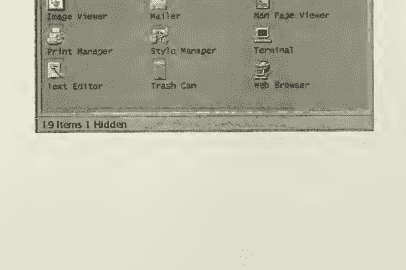 Image Viewer Mailer Man Page Viewer
Print Manager Style Manager Terminal
Text Editor Trash Can Web Browser
19 Items 1 Hidden